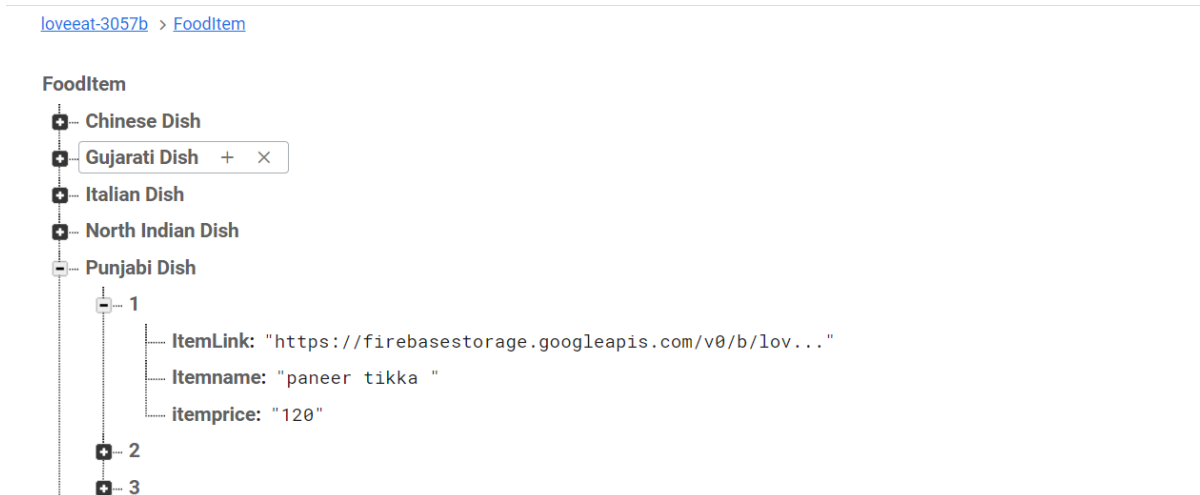 loveeat-3057b > FoodItem
FoodItem
Chinese Dish
Gujarati Dish + ×
Italian Dish
North Indian Dish
Punjabi Dish
1
ItemLink: "https://firebasestorage.googleapis.com/v0/b/lov..."
Itemname: "paneer tikka "
itemprice: "120"
2
3